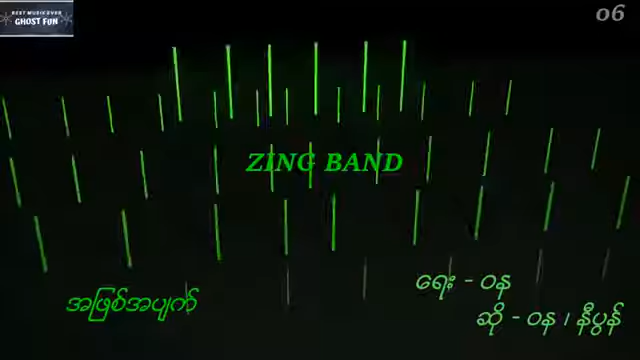 BEST MUSIC COVER
GHOST FUN
06
ZING BAND
အဖြစ်အပျက်
ရေး - ဝန
ဆို - ဝန ၊ နီပွန်